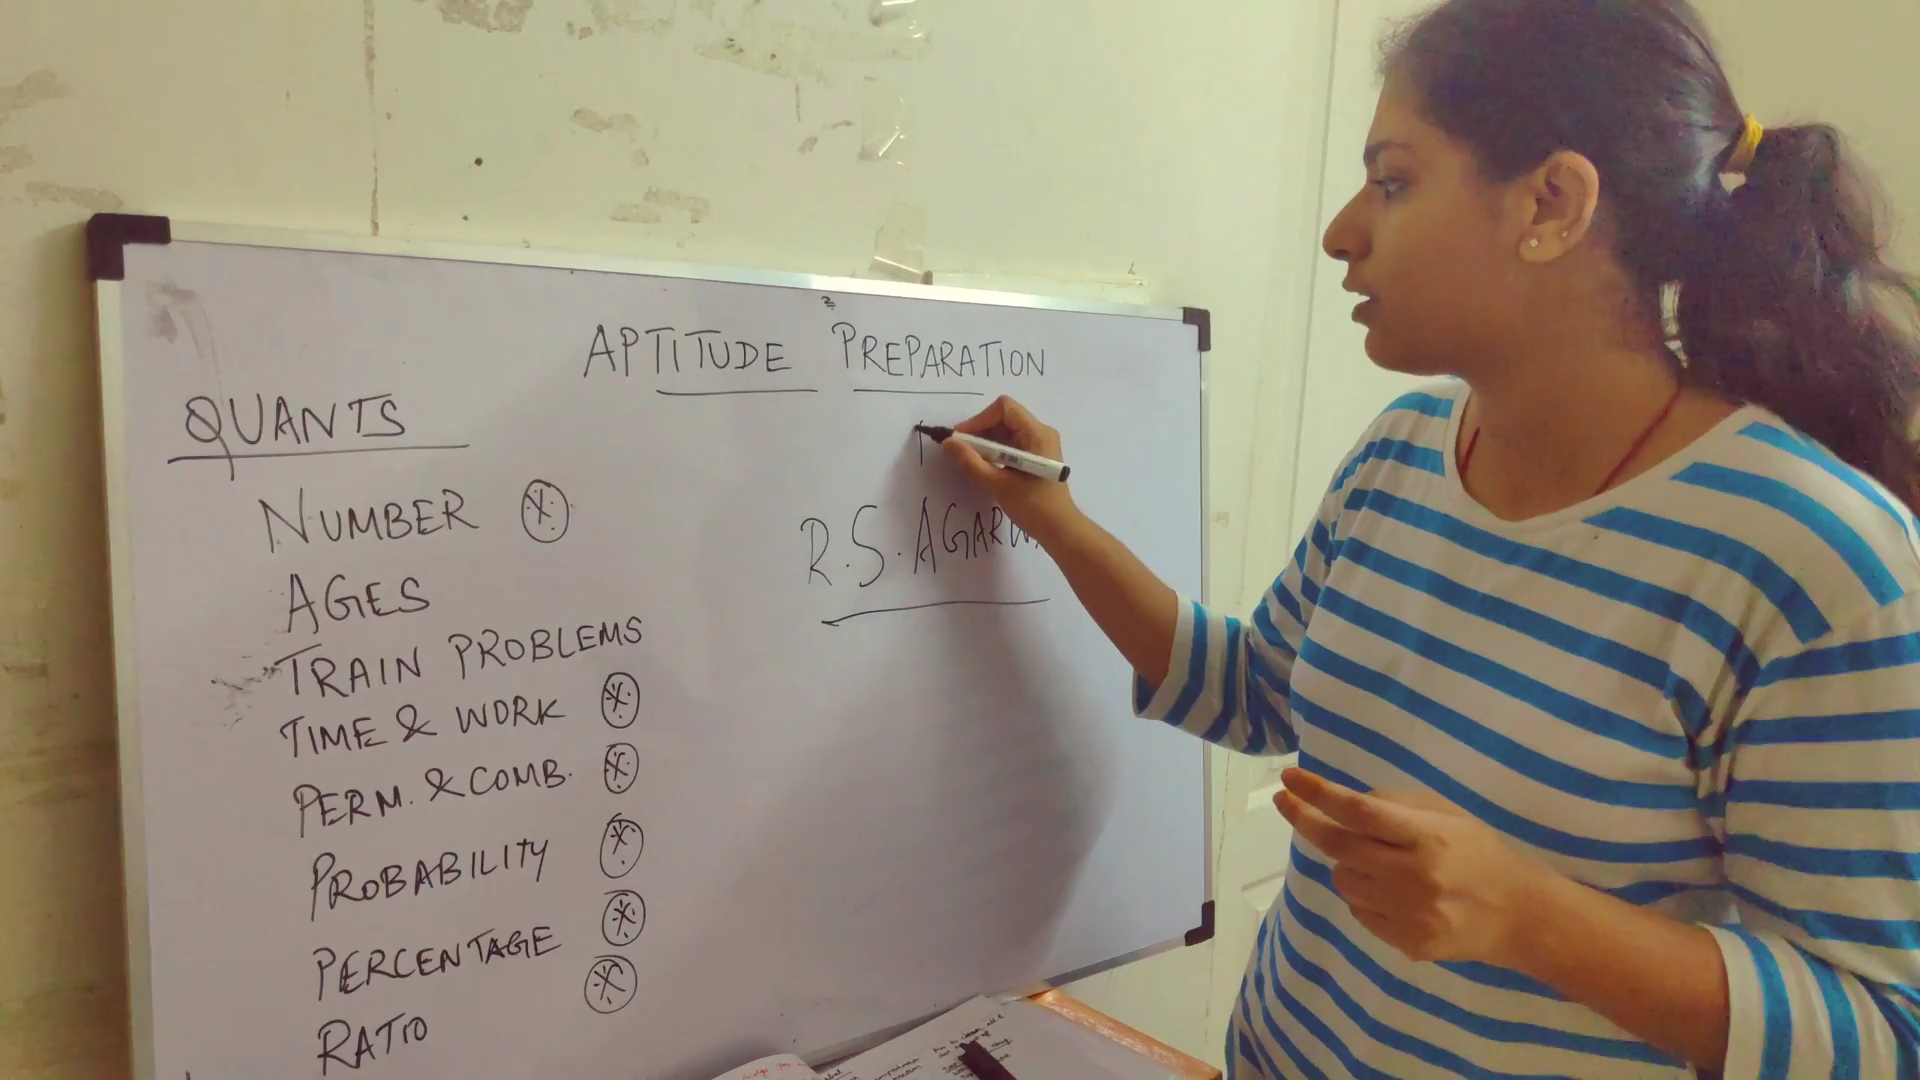 APTITUDE PREPARATION
QUANTS
NUMBER
AGES
TRAIN PROBLEMS
TIME & WORK
PERM. & COMB.
PROBABILITY
PERCENTAGE
RATIO
R.S.